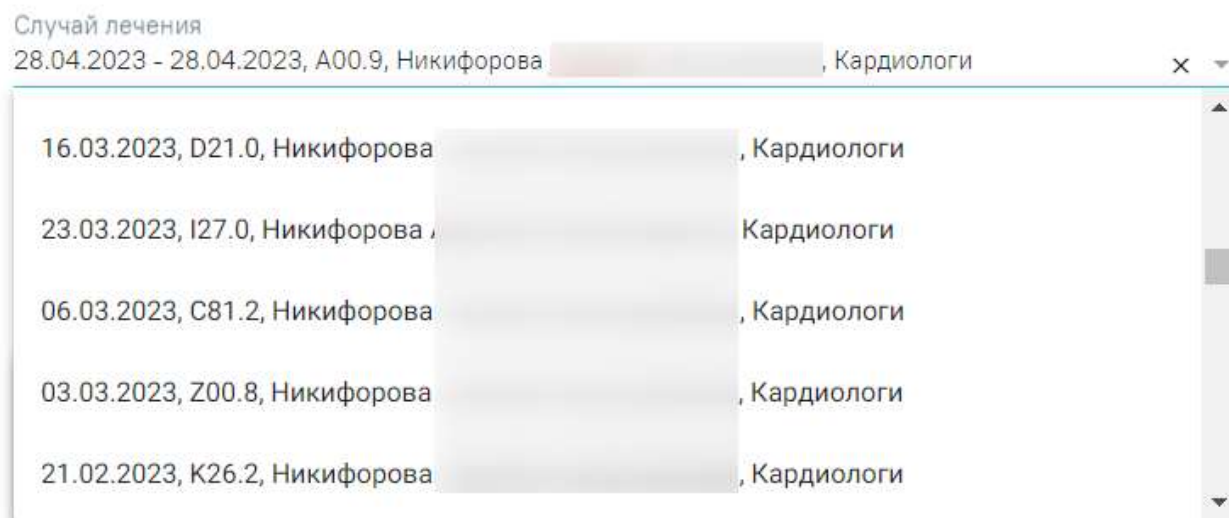 Случай лечения
28.04.2023 - 28.04.2023, A00.9, Никифорова , Кардиологи
16.03.2023, D21.0, Никифорова , Кардиологи
23.03.2023, I27.0, Никифорова Кардиологи
06.03.2023, C81.2, Никифорова , Кардиологи
03.03.2023, Z00.8, Никифорова , Кардиологи
21.02.2023, K26.2, Никифорова , Кардиологи